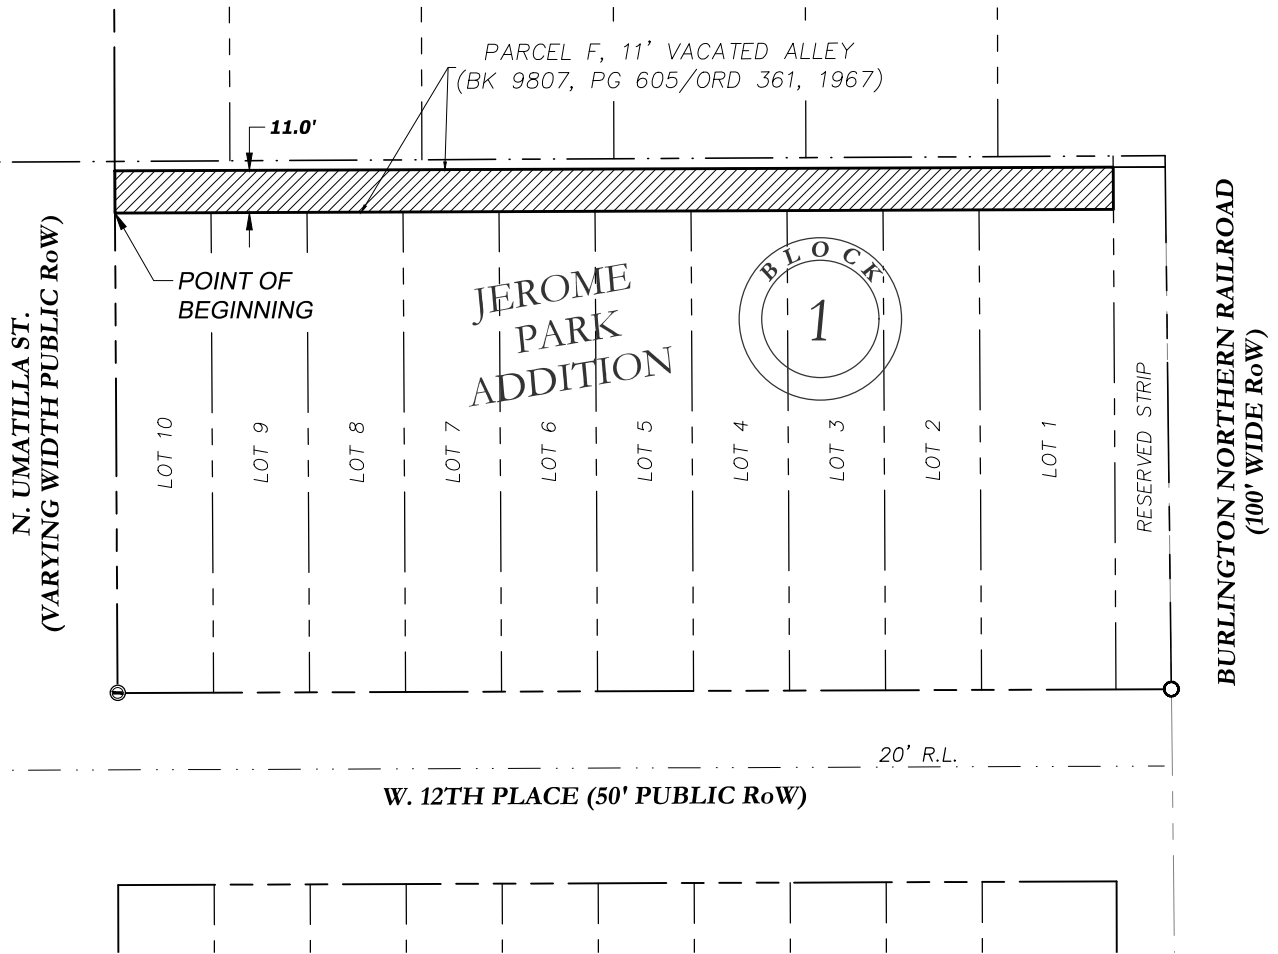 PARCEL F, 11' VACATED ALLEY
(BK 9807, PG 605/ORD 361, 1967)
11.0'
POINT OF
BEGINNING
JEROME
PARK
ADDITION
BLOCK
1
N. UMATILLA ST.
(VARYING WIDTH PUBLIC RoW)
LOT 10
LOT 9
LOT 8
LOT 7
LOT 6
LOT 5
LOT 4
LOT 3
LOT 2
LOT 1
RESERVED STRIP
BURLINGTON NORTHERN RAILROAD
(100' WIDE RoW)
20' R.L.
W. 12TH PLACE (50' PUBLIC RoW)